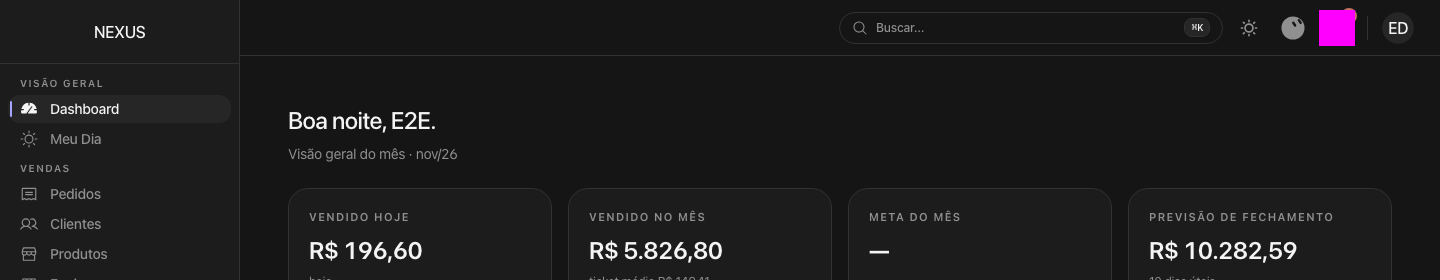 NEXUS
Buscar...
⌘K
ED
VISÃO GERAL
Dashboard
Meu Dia
VENDAS
Pedidos
Clientes
Produtos
Boa noite, E2E.
Visão geral do mês · nov/26
VENDIDO HOJE
R$ 196,60
VENDIDO NO MÊS
R$ 5.826,80
META DO MÊS
—
PREVISÃO DE FECHAMENTO
R$ 10.282,59